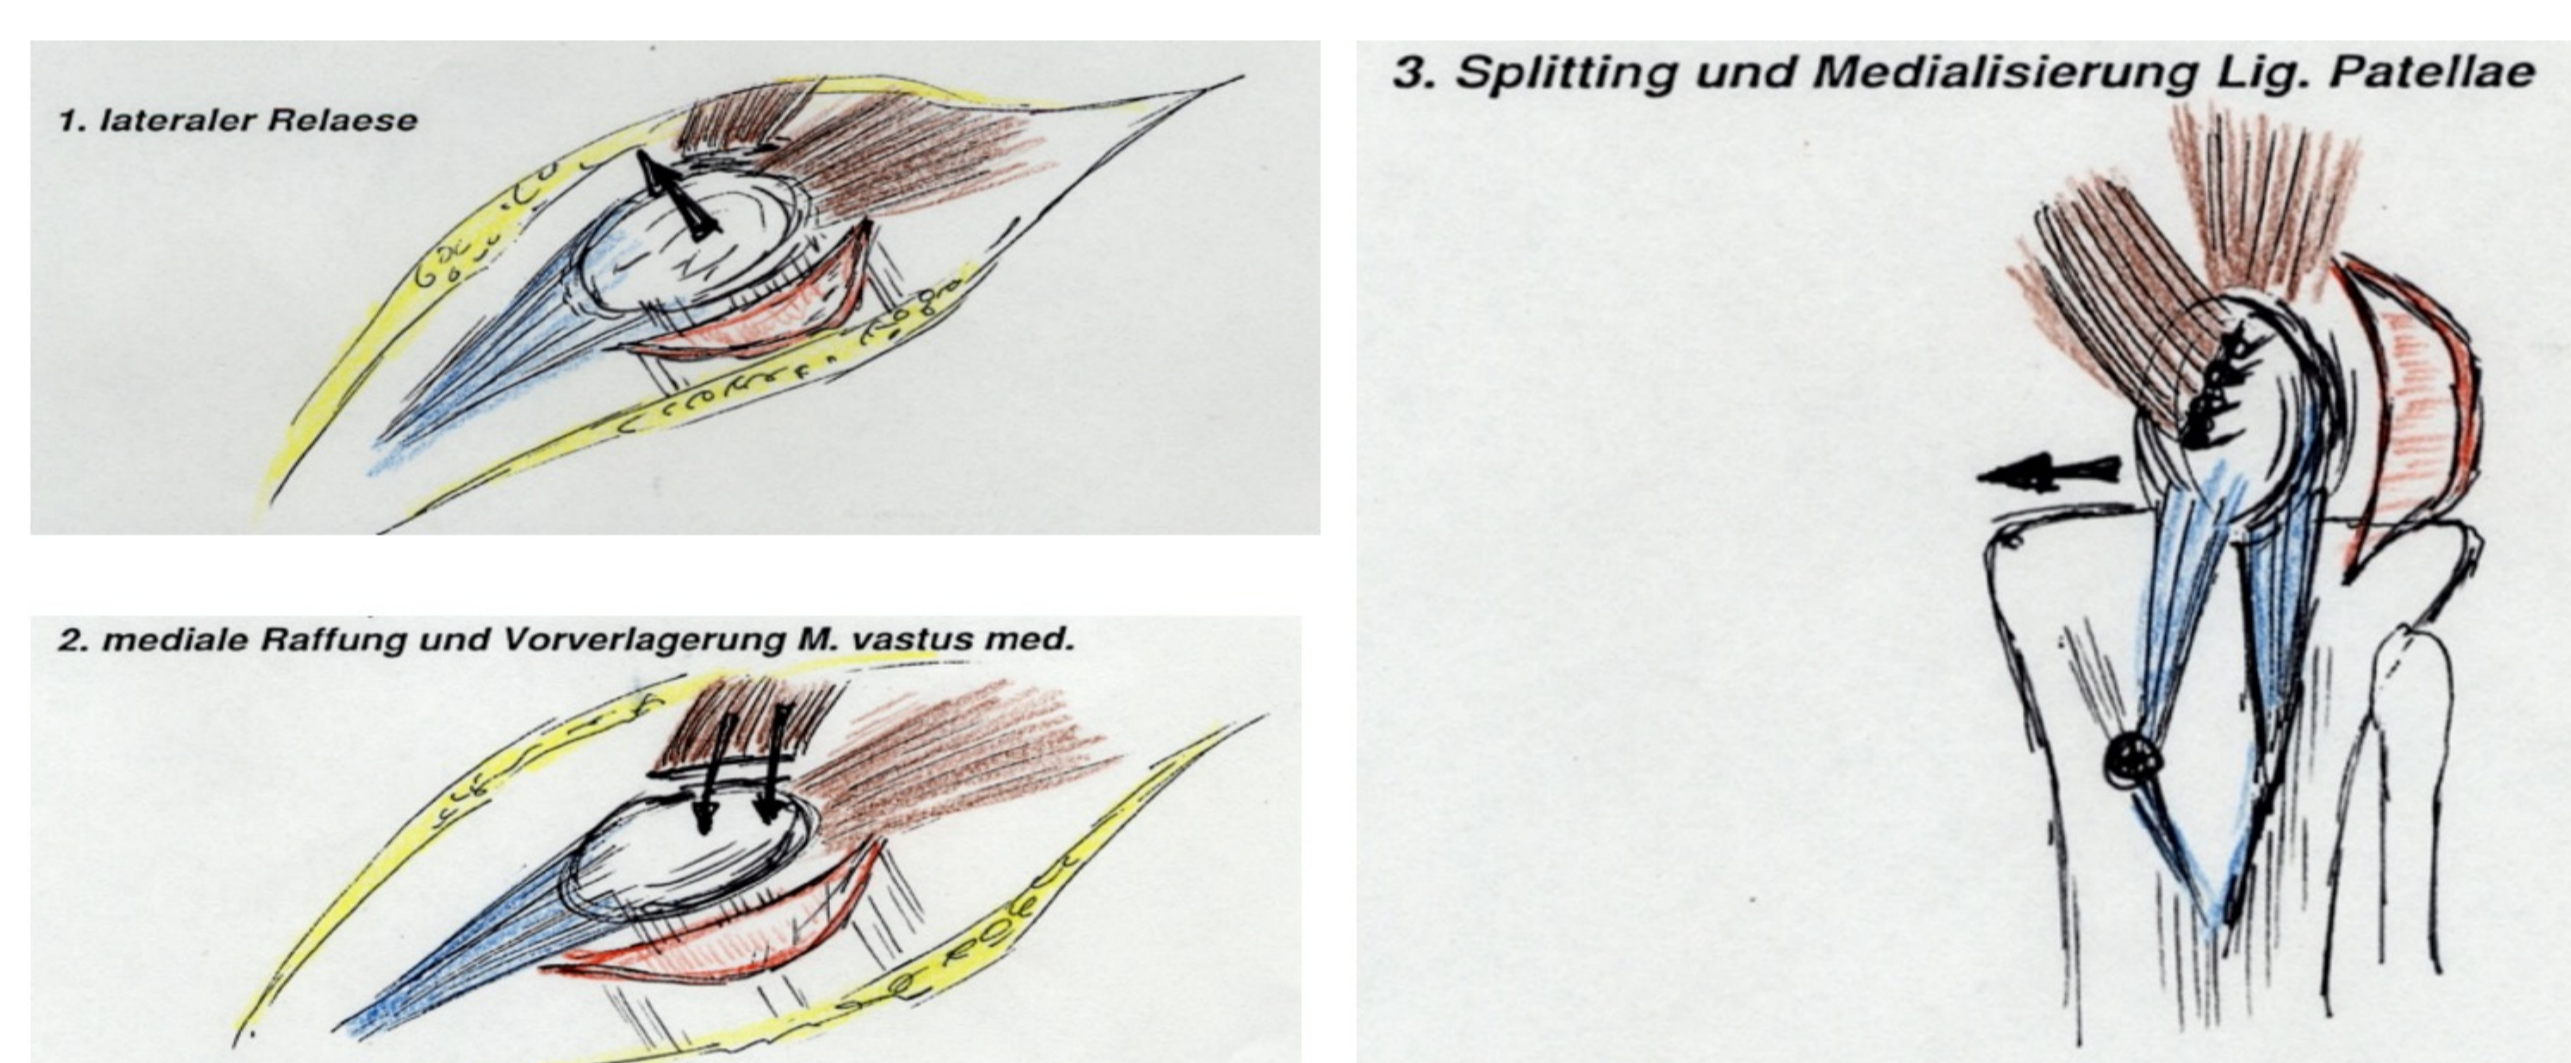 1. lateraler Relaese
2. mediale Raffung und Vorverlagerung M. vastus med.
3. Splitting und Medialisierung Lig. Patellae